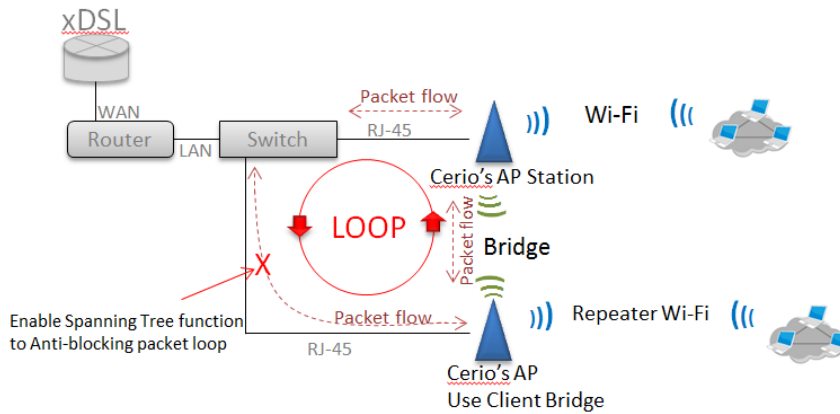 xDSL
WAN
Router
LAN
Switch
Packet flow
RJ-45
Wi-Fi
Cerio's AP Station
LOOP
Packet flow
Bridge
X
Enable Spanning Tree function
to Anti-blocking packet loop
Packet flow
RJ-45
Repeater Wi-Fi
Cerio's AP
Use Client Bridge